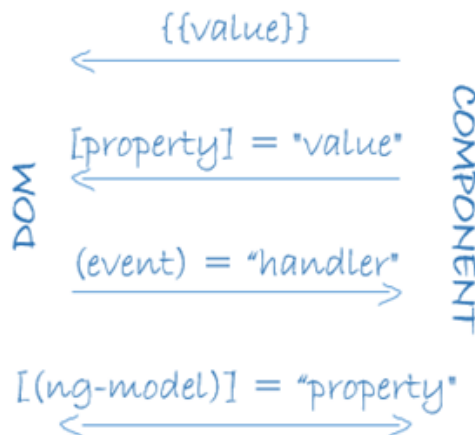 {{value}}
[property] = "value"
DOM
COMPONENT
(event) = "handler"
[(ng-model)] = "property"